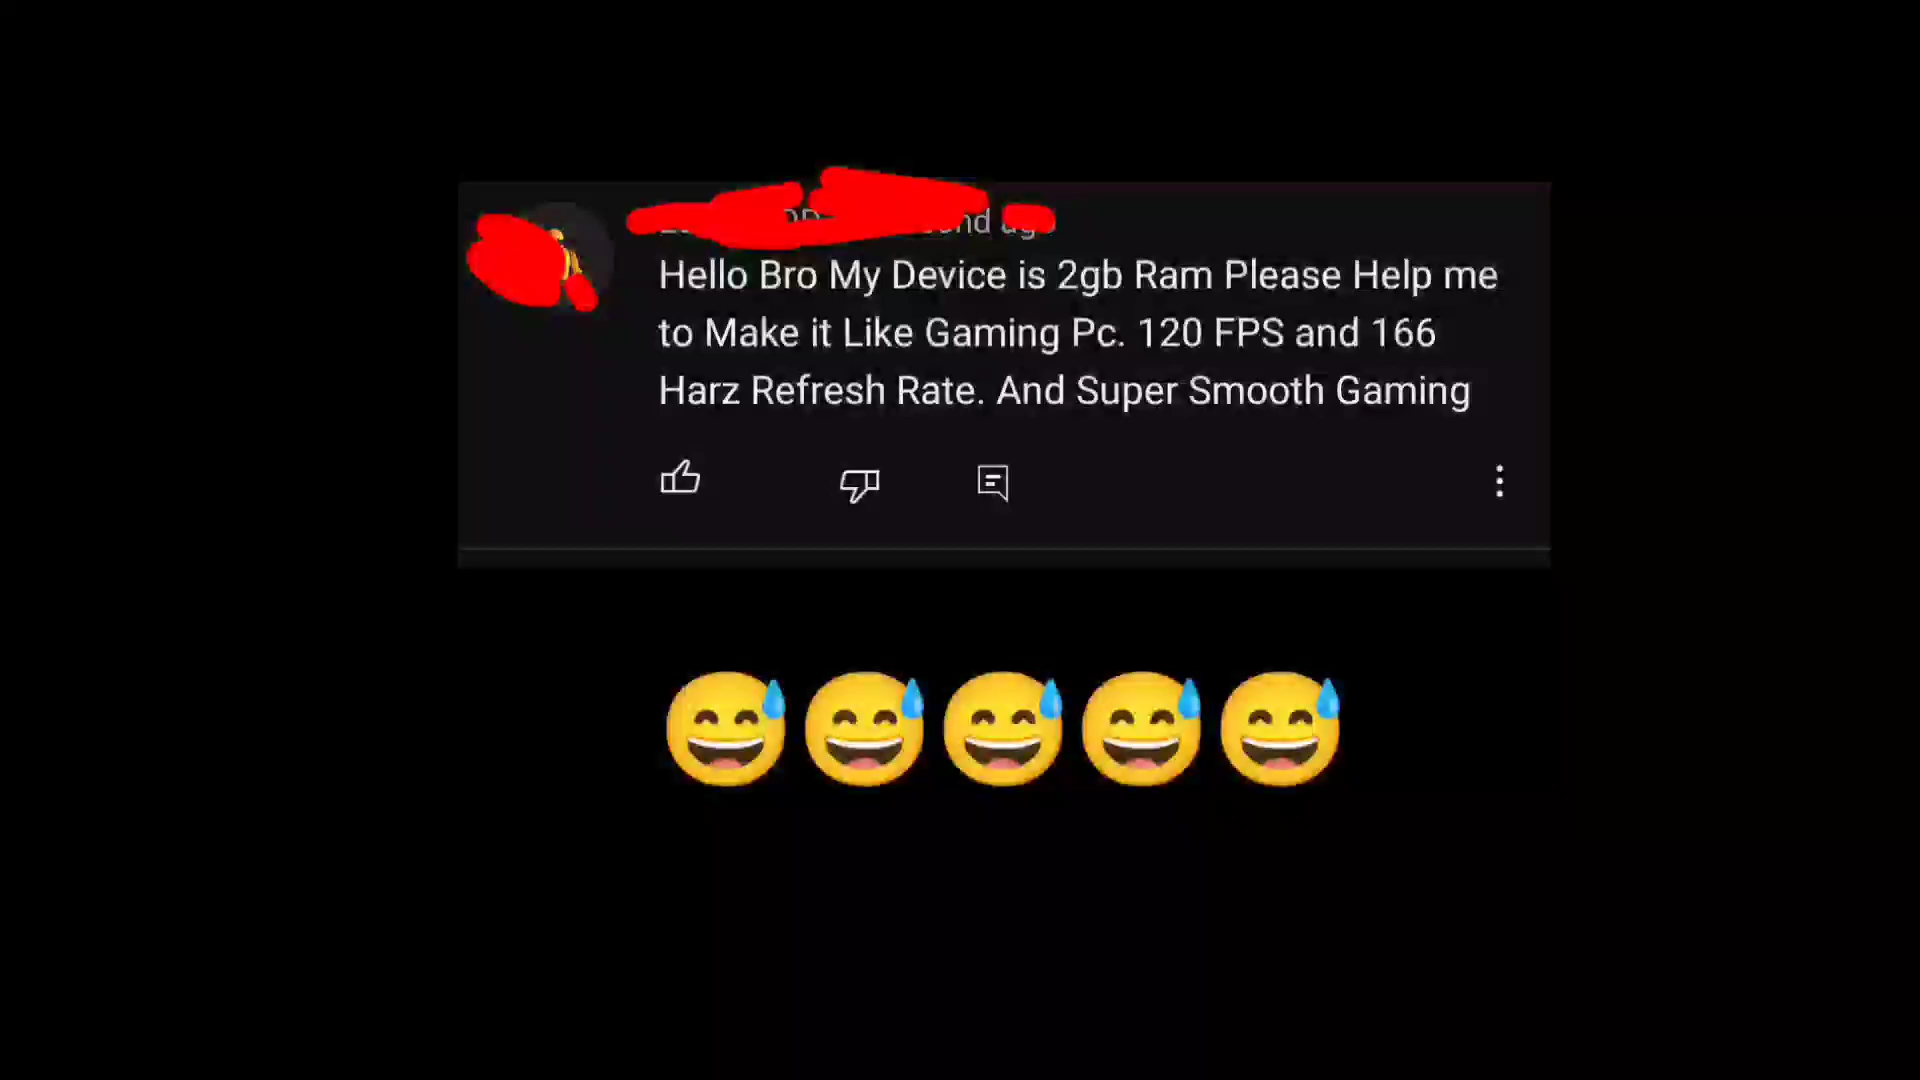 Hello Bro My Device is 2gb Ram Please Help me
to Make it Like Gaming Pc. 120 FPS and 166
Harz Refresh Rate. And Super Smooth Gaming